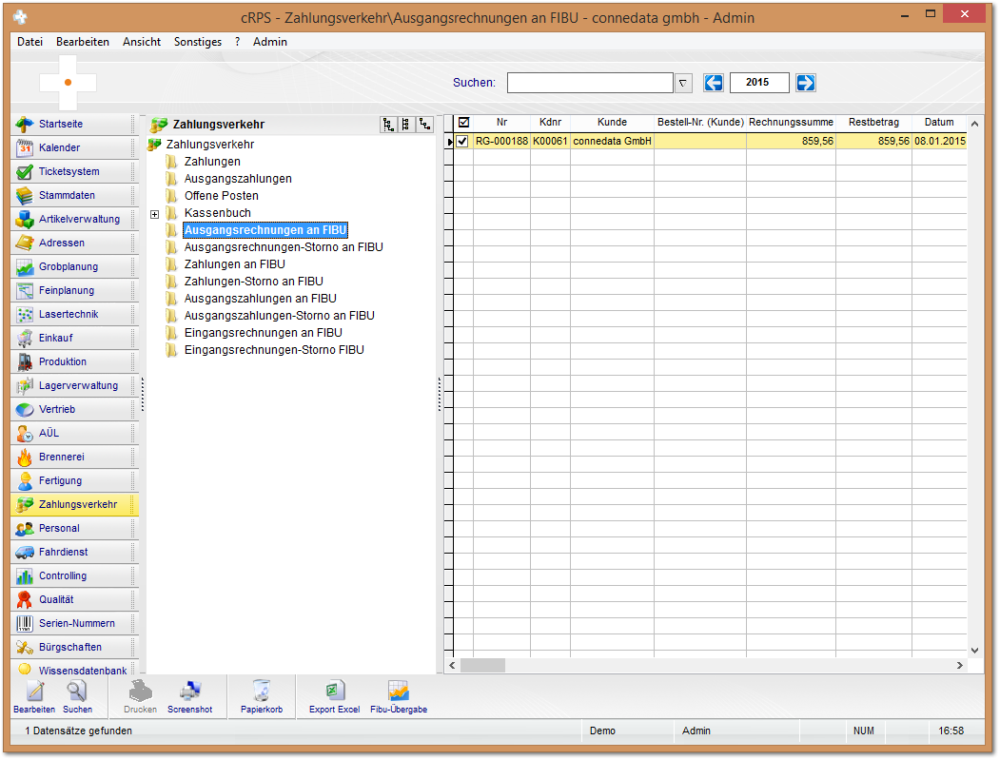 cRPS - Zahlungsverkehr\Ausgangsrechnungen an FIBU - connedata gmbh - Admin
Datei Bearbeiten Ansicht Sonstiges ? Admin
Suchen: 2015
Startseite
Kalender
Ticketsystem
Stammdaten
Artikelverwaltung
Adressen
Grobplanung
Feinplanung
Lasertechnik
Einkauf
Produktion
Lagerverwaltung
Vertrieb
AÜL
Brennerei
Fertigung
Zahlungsverkehr
Personal
Fahrdienst
Controlling
Qualität
Serien-Nummern
Bürgschaften
Wissensdatenbank
Zahlungsverkehr
Zahlungsverkehr
Zahlungen
Ausgangszahlungen
Offene Posten
Kassenbuch
Ausgangsrechnungen an FIBU
Ausgangsrechnungen-Storno an FIBU
Zahlungen an FIBU
Zahlungen-Storno an FIBU
Ausgangszahlungen an FIBU
Ausgangszahlungen-Storno an FIBU
Eingangsrechnungen an FIBU
Eingangsrechnungen-Storno FIBU
Nr Kdnr Kunde Bestell-Nr. (Kunde) Rechnungssumme Restbetrag Datum
RG-000188 K00061 connedata GmbH 859,56 859,56 08.01.2015
Bearbeiten Suchen Drucken Screenshot Papierkorb Export Excel Fibu-Übergabe
1 Datensätze gefunden Demo Admin NUM 16:58